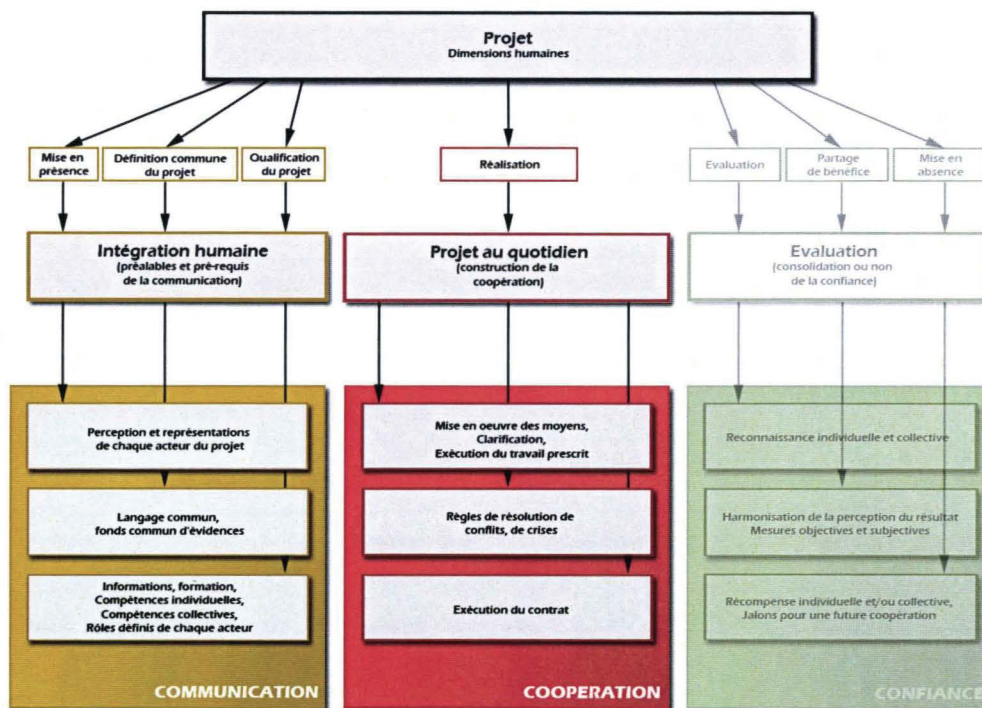 Projet
Dimensions humaines
Mise en
présence
Définition commune
du projet
Qualification
du projet
Réalisation
Evaluation
Partage
de bénéfice
Mise en
absence
Intégration humaine
(préalables et pré-requis
de la communication)
Projet au quotidien
(construction de la
coopération)
Evaluation
(consolidation ou non
de la confiance)
Perception et représentations
de chaque acteur du projet
Langage commun,
fonds commun d'évidences
Informations, formation,
Compétences individuelles,
Compétences collectives,
Rôles définis de chaque acteur
COMMUNICATION
Mise en oeuvre des moyens,
Clarification,
Exécution du travail prescrit
Règles de résolution de
conflits, de crises
Exécution du contrat
COOPERATION
Reconnaissance individuelle et collective
Harmonisation de la perception du résultat
Mesures objectives et subjectives
Récompense individuelle et/ou collective,
Jalons pour une future coopération
CONFIANCE